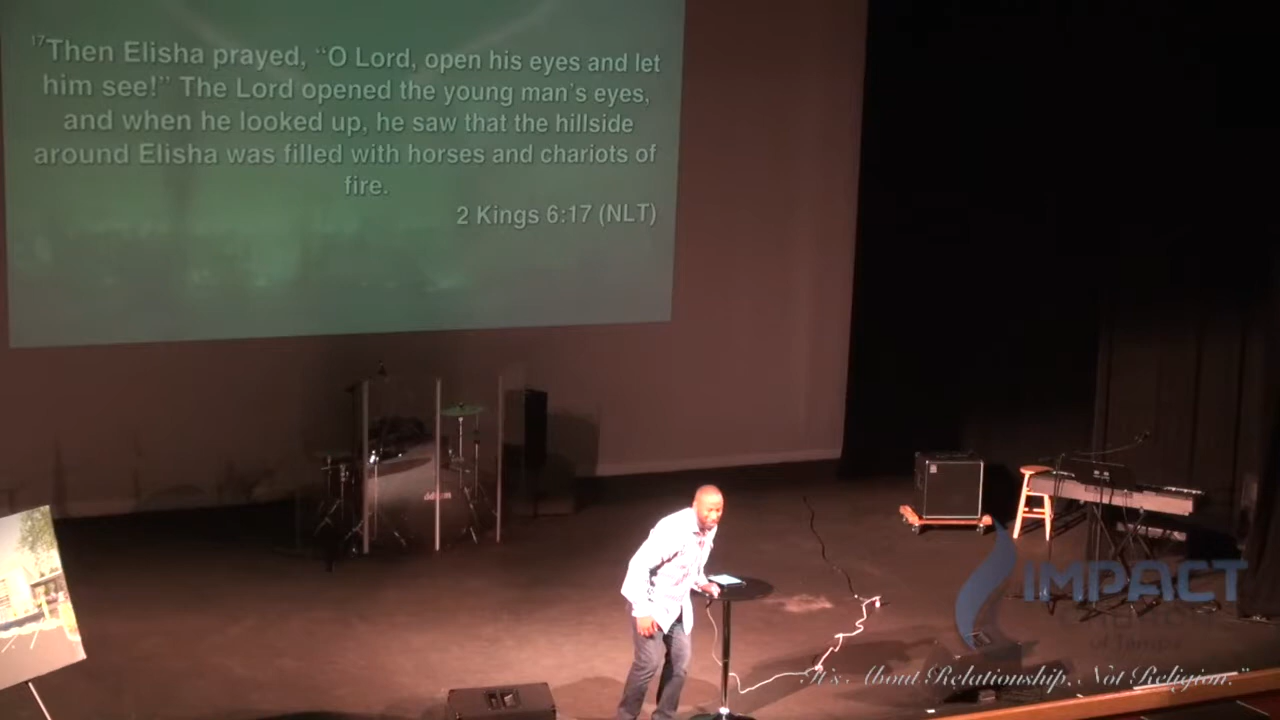 17Then Elisha prayed, “O Lord, open his eyes and let
him see!” The Lord opened the young man’s eyes,
and when he looked up, he saw that the hillside
around Elisha was filled with horses and chariots of
fire.
2 Kings 6:17 (NLT)
IMPACT
of Tampa
"It's About Relationship, Not Religion."